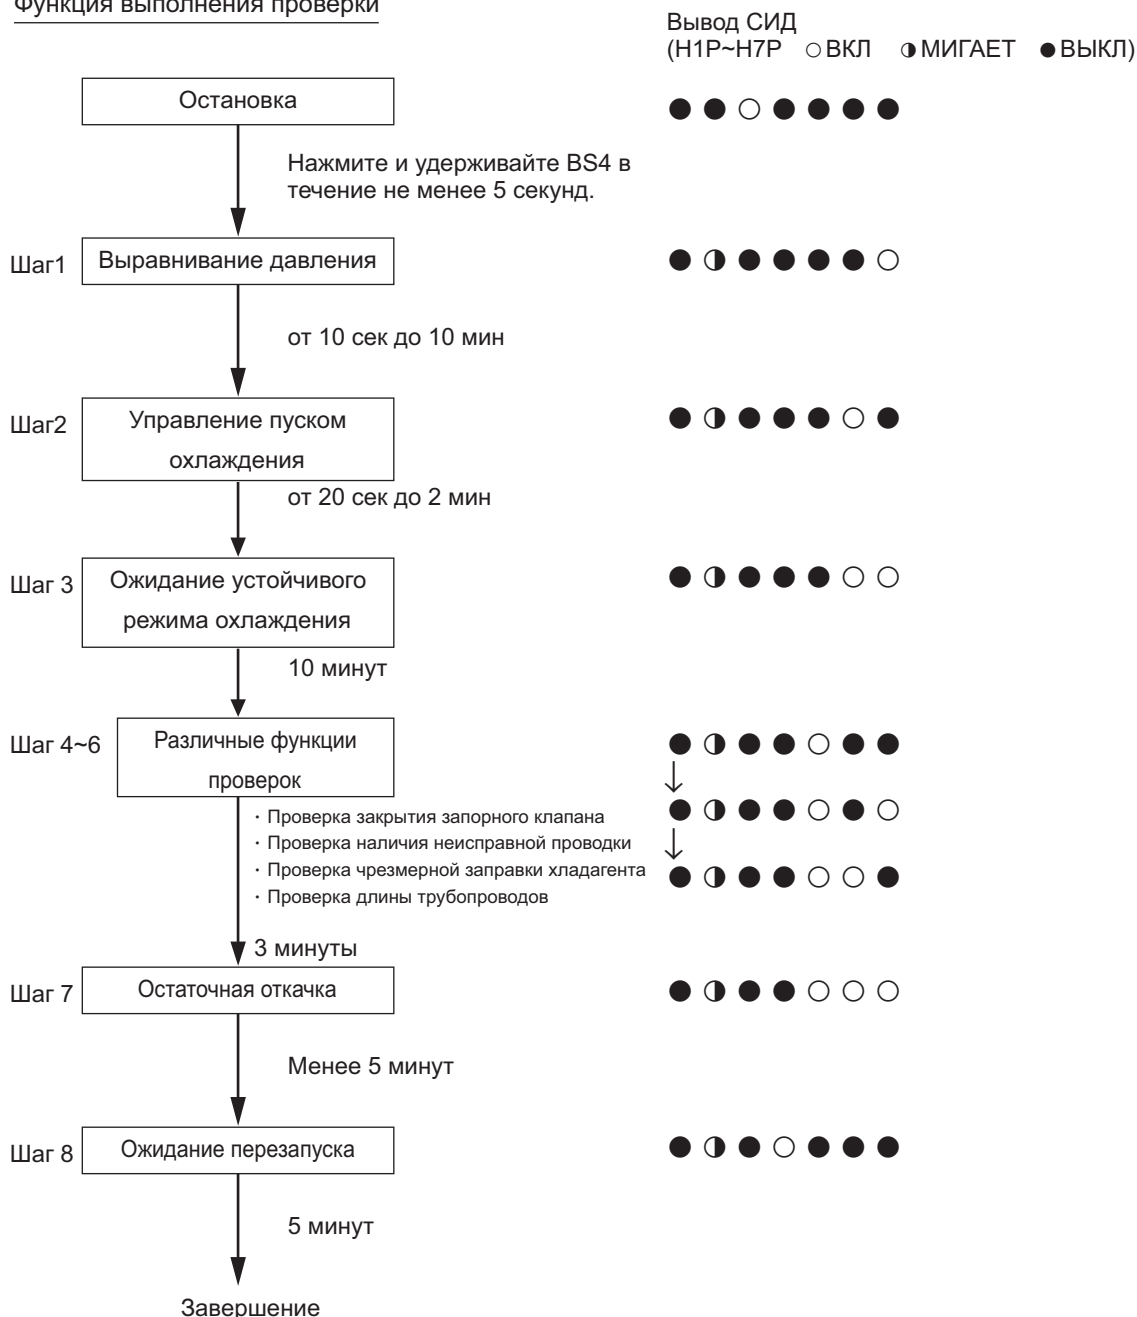 Функция выполнения проверки
Вывод СИД
(H1P~H7P ○ВКЛ ◑МИГАЕТ ●ВЫКЛ)
Остановка
●●○●●●●
Нажмите и удерживайте BS4 в
течение не менее 5 секунд.
Шаг1
Выравнивание давления
●◑●●●●○
от 10 сек до 10 мин
Шаг2
Управление пуском
охлаждения
●◑●●●○●
от 20 сек до 2 мин
Шаг 3
Ожидание устойчивого
режима охлаждения
●◑●●●○○
10 минут
Шаг 4~6
Различные функции
проверок
●◑●●○●●
↓
●◑●●○●○
↓
●◑●●○○●
・Проверка закрытия запорного клапана
・Проверка наличия неисправной проводки
・Проверка чрезмерной заправки хладагента
・Проверка длины трубопроводов
3 минуты
Шаг 7
Остаточная откачка
●◑●●○○○
Менее 5 минут
Шаг 8
Ожидание перезапуска
●◑●○●●●
5 минут
Завершение